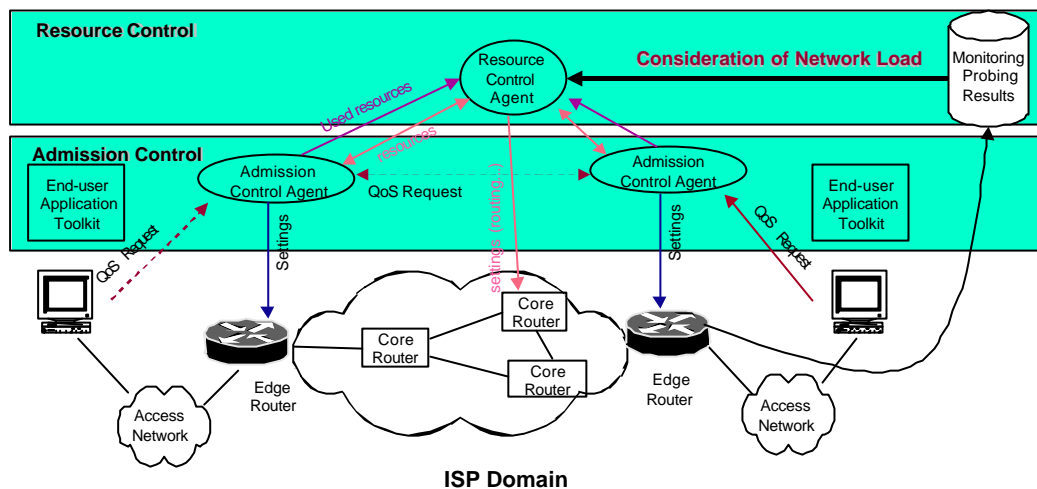 Resource Control
Consideration of Network Load
Resource
Control
Agent
Monitoring
Probing
Results
Used resources
resources
Admission Control
End-user
Application
Toolkit
Admission
Control Agent
QoS Request
Admission
Control Agent
End-user
Application
Toolkit
QoS Request
Settings
settings (routing...)
Settings
QoS Request
Core
Router
Core
Router
Core
Router
Edge
Router
Edge
Router
Access
Network
Access
Network
ISP Domain